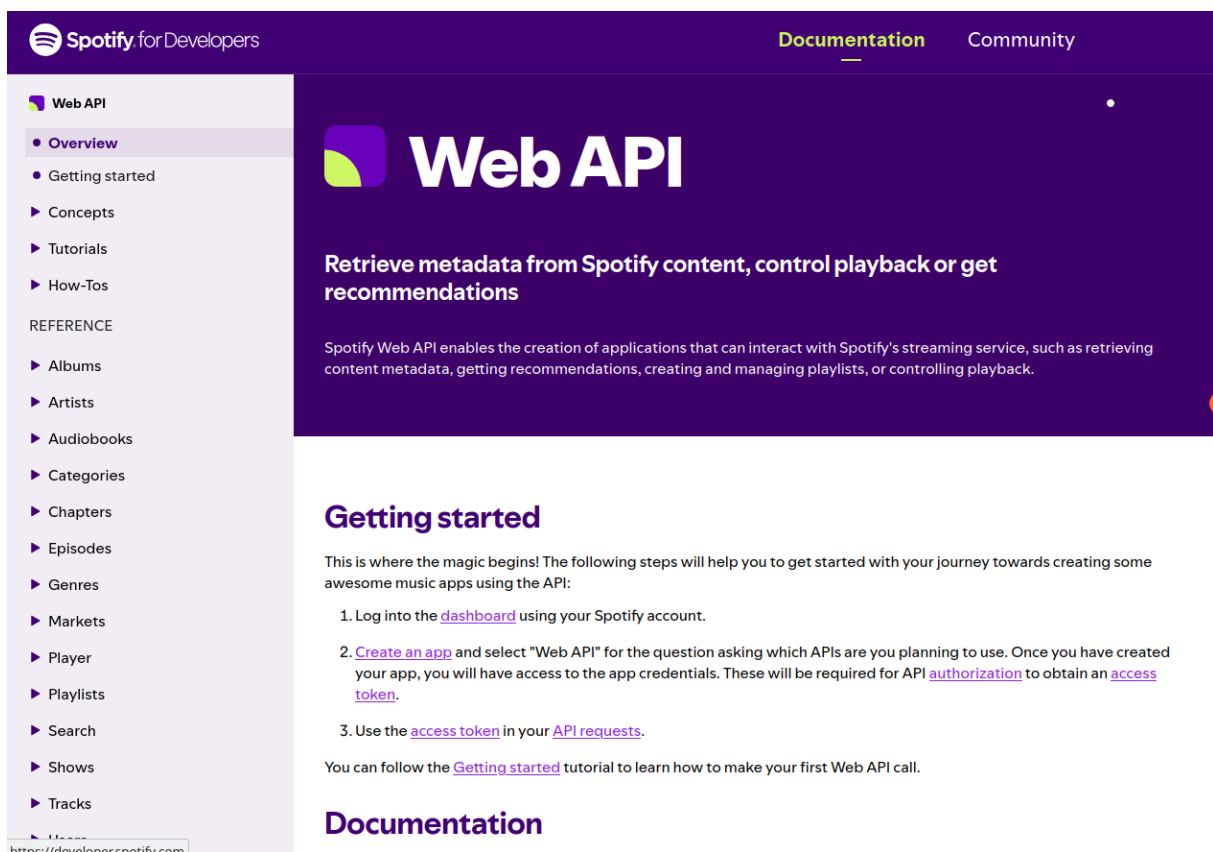 Spotify for Developers
Documentation
Community
Web API
Overview
Getting started
Concepts
Tutorials
How-Tos
REFERENCE
Albums
Artists
Audiobooks
Categories
Chapters
Episodes
Genres
Markets
Player
Playlists
Search
Shows
Tracks
Users
https://developer.spotify.com
Web API
Retrieve metadata from Spotify content, control playback or get
recommendations
Spotify Web API enables the creation of applications that can interact with Spotify's streaming service, such as retrieving
content metadata, getting recommendations, creating and managing playlists, or controlling playback.
Getting started
This is where the magic begins! The following steps will help you to get started with your journey towards creating some
awesome music apps using the API:
1. Log into the dashboard using your Spotify account.
2. Create an app and select "Web API" for the question asking which APIs are you planning to use. Once you have created
your app, you will have access to the app credentials. These will be required for API authorization to obtain an access
token.
3. Use the access token in your API requests.
You can follow the Getting started tutorial to learn how to make your first Web API call.
Documentation